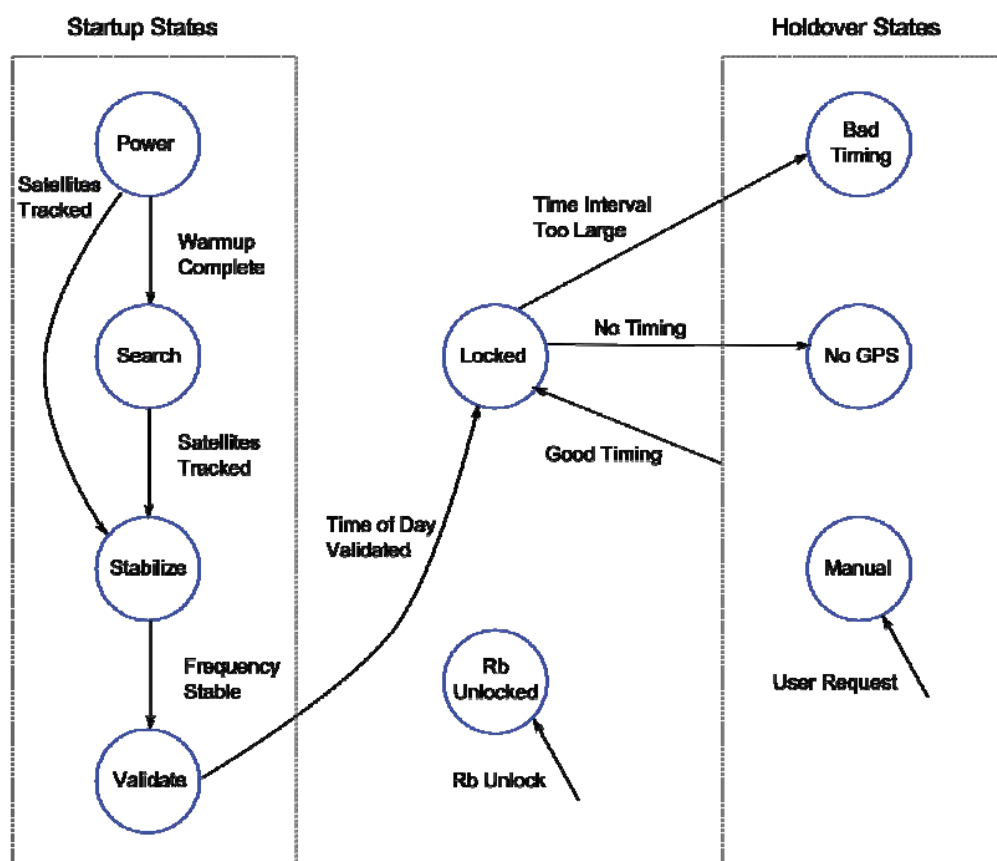 Startup States
Holdover States
Power
Satellites
Tracked
Warmup
Complete
Search
Satellites
Tracked
Stabilize
Frequency
Stable
Validate
Time of Day
Validated
Locked
Time Interval
Too Large
No Timing
Good Timing
Rb
Unlocked
Rb Unlock
Bad
Timing
No GPS
Manual
User Request